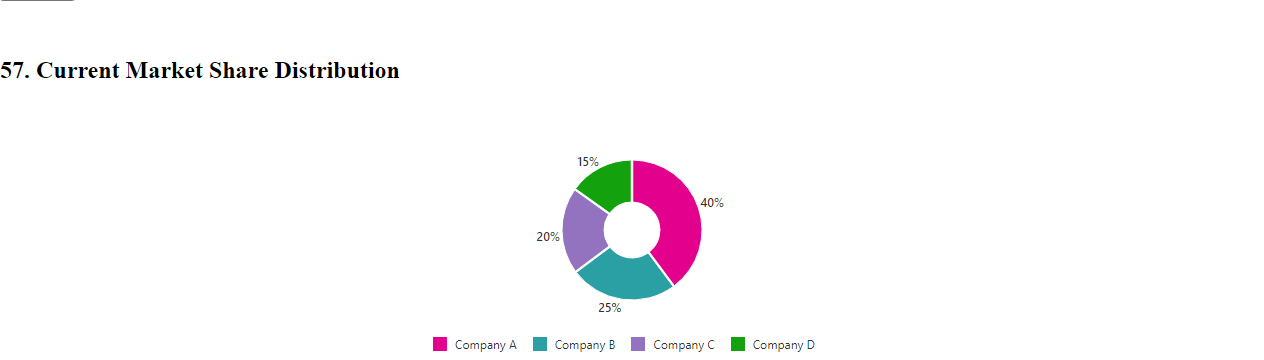 57. Current Market Share Distribution
15%
40%
20%
25%
Company A Company B Company C Company D